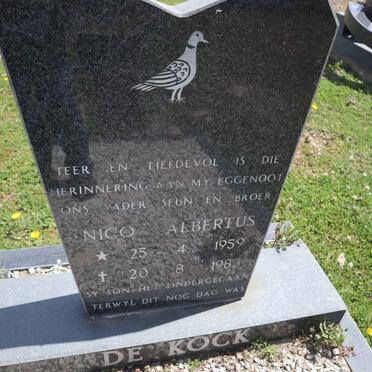 TEER EN LIEFDEVOL IS DIE
HERINNERING AAN MY EGGENOOT
ONS VADER SEUN EN BROER
NICO ALBERTUS
★ 25 4 1959
✝ 20 8 1983
SY SON HET ONDERGEGAAN
TERWYL DIT NOG DAG WAS
DE KOCK